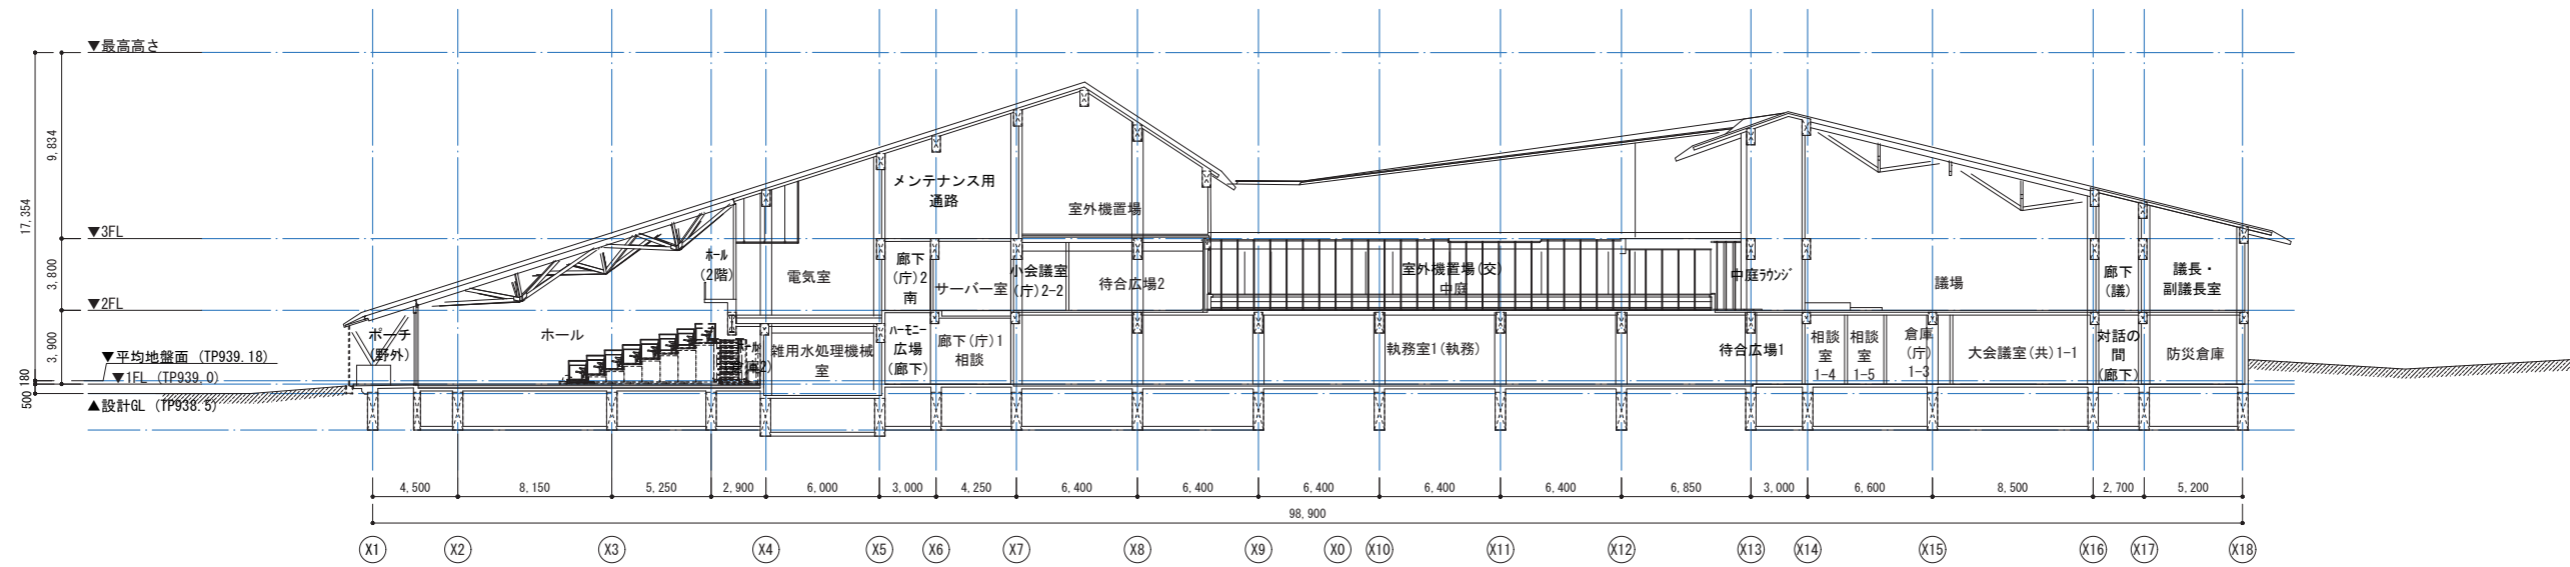 ▼最高高さ
9,834
17,354
▼3FL
3,800
▼2FL
3,900
▼平均地盤面 (TP939.18)
▼1FL (TP939.0)
180
500
▲設計GL (TP938.5)
メンテナンス用
通路
室外機置場
ホール
(2階)
電気室
廊下
(庁)2
南
サーバー室
小会議室
(庁)2-2
待合広場2
室外機置場(交)
中庭
中庭ラウンジ
議場
廊下
(議)
議長・
副議長室
ポーチ
(野外)
ホール
雑用水処理機械
室
ハーモニー
広場
(廊下)
廊下(庁)1
相談
執務室1(執務)
待合広場1
相談
室
1-4
相談
室
1-5
倉庫
(庁)
1-3
大会議室(共)1-1
対話の
間
(廊下)
防災倉庫
4,500
8,150
5,250
2,900
6,000
3,000
4,250
6,400
6,400
6,400
6,400
6,400
6,850
3,000
6,600
8,500
2,700
5,200
98,900
X1
X2
X3
X4
X5
X6
X7
X8
X9
X0
X10
X11
X12
X13
X14
X15
X16
X17
X18